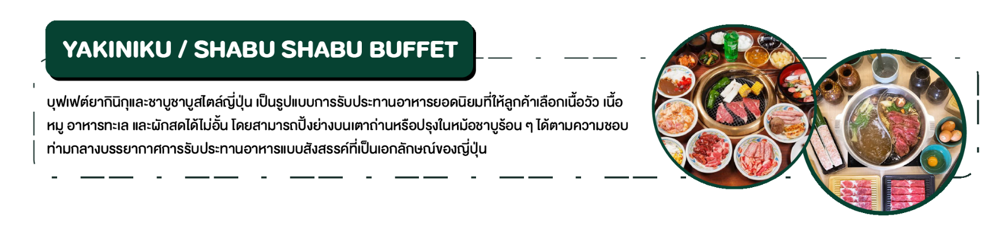 YAKINIKU / SHABU SHABU BUFFET
บุฟเฟต์ยากินิกุและชาบูชาบูสไตล์ญี่ปุ่น เป็นรูปแบบการรับประทานอาหารยอดนิยมที่ให้ลูกค้าเลือกเนื้อวัว เนื้อ
หมู อาหารทะเล และผักสดได้ไม่อั้น โดยสามารถปิ้งย่างบนเตาถ่านหรือปรุงในหม้อชาบูร้อน ๆ ได้ตามความชอบ
ท่ามกลางบรรยากาศการรับประทานอาหารแบบสังสรรค์ที่เป็นเอกลักษณ์ของญี่ปุ่น